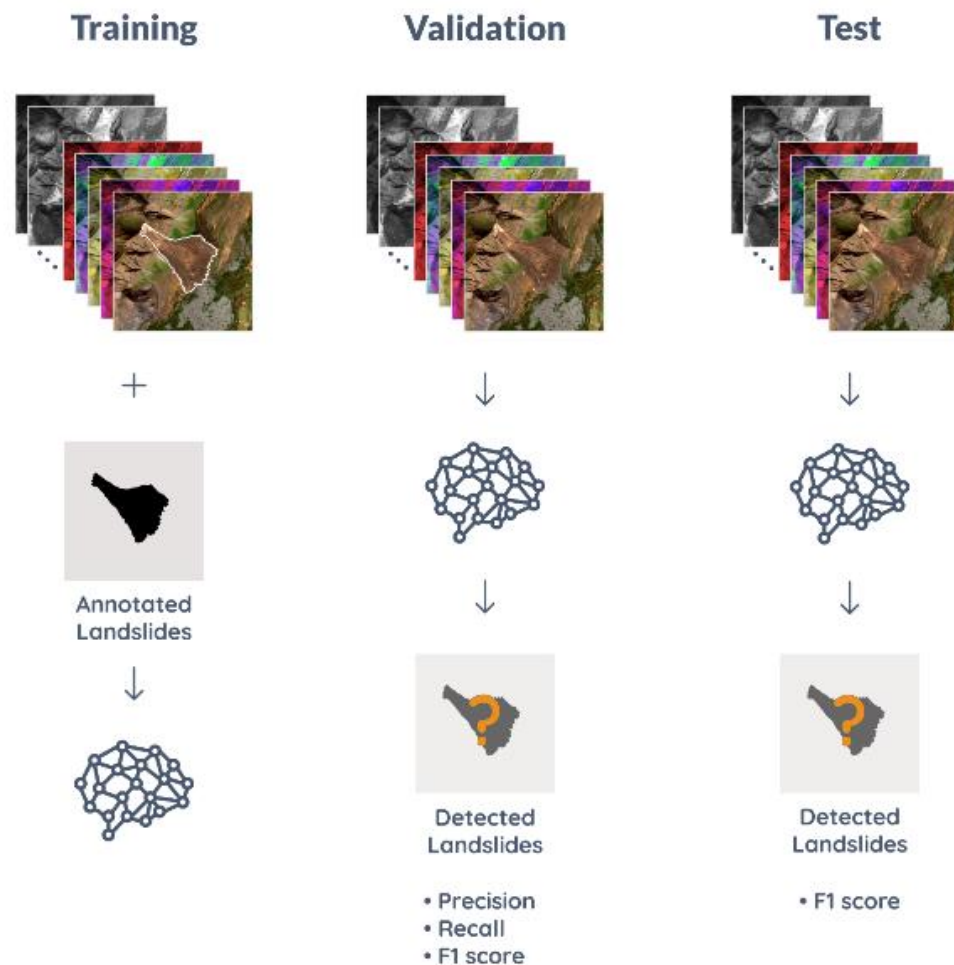 Training
Validation
Test
Annotated
Landslides
?
?
Detected
Landslides
Detected
Landslides
• Precision
• Recall
• F1 score
• F1 score